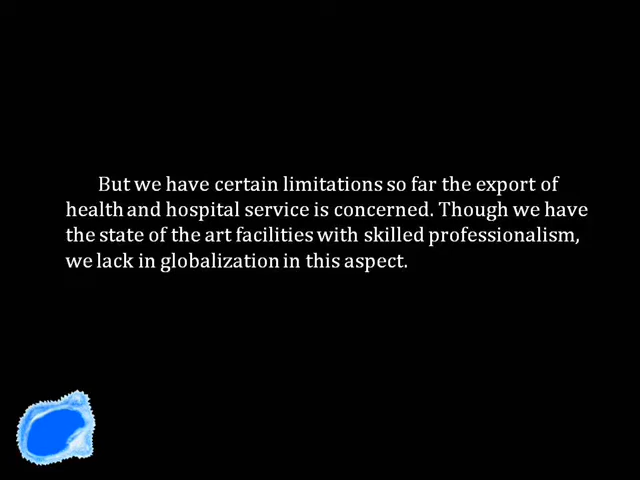 But we have certain limitations so far the export of
health and hospital service is concerned. Though we have
the state of the art facilities with skilled professionalism,
we lack in globalization in this aspect.